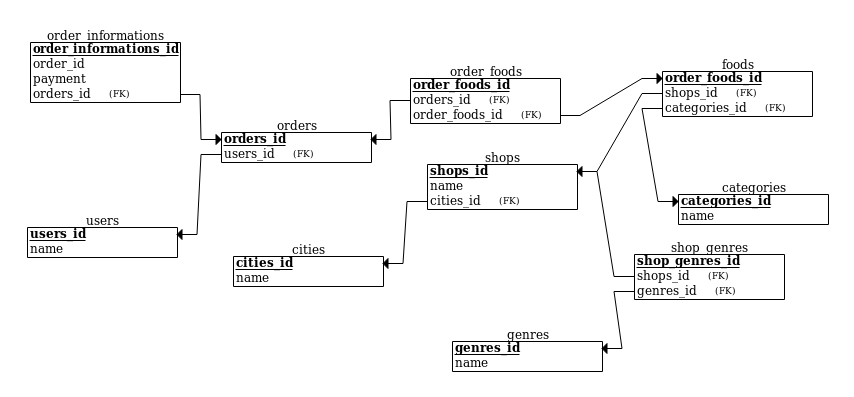 order_informations
order_informations_id
order_id
payment
orders_id (FK)
order_foods
order_foods_id
orders_id (FK)
order_foods_id (FK)
foods
order_foods_id
shops_id (FK)
categories_id (FK)
orders
orders_id
users_id (FK)
shops
shops_id
name
cities_id (FK)
categories
categories_id
name
users
users_id
name
cities
cities_id
name
shop_genres
shop_genres_id
shops_id (FK)
genres_id (FK)
genres
genres_id
name